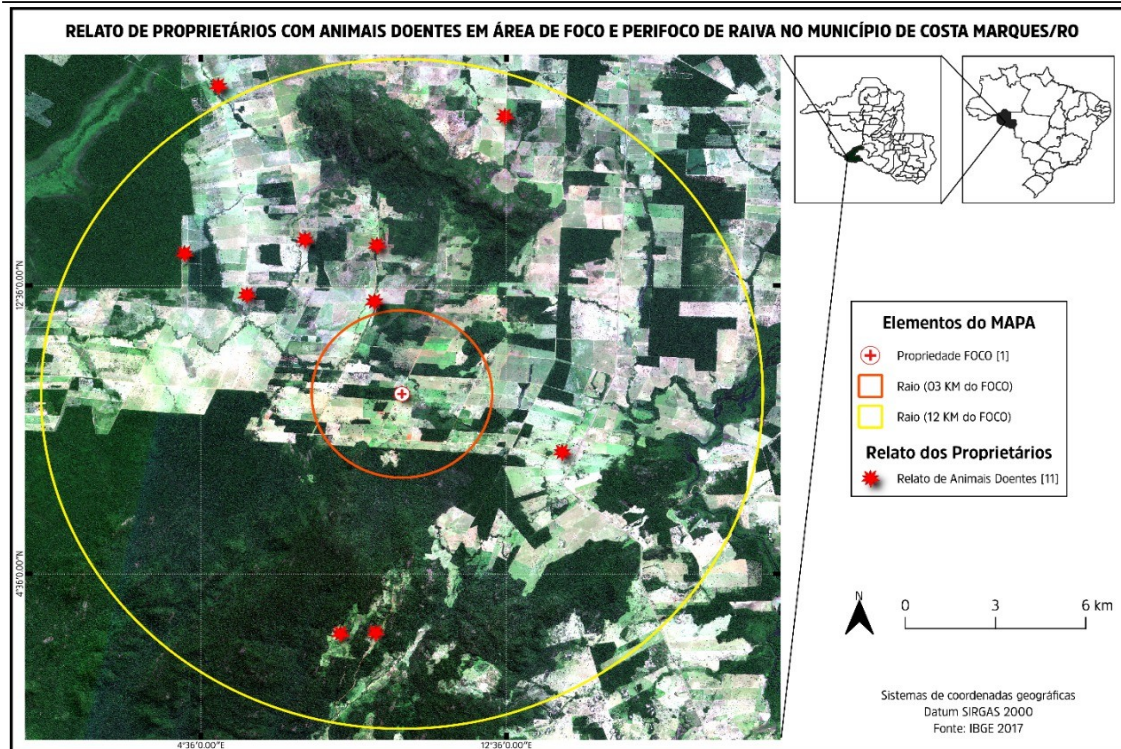 RELATO DE PROPRIETÁRIOS COM ANIMAIS DOENTES EM ÁREA DE FOCO E PERIFOCO DE RAIVA NO MUNICÍPIO DE COSTA MARQUES/RO
12°36'0.00"N
4°36'0.00"N
4°36'0.00"E
12°36'0.00"E
Elementos do MAPA
Propriedade FOCO [1]
Raio (03 KM do FOCO)
Raio (12 KM do FOCO)
Relato dos Proprietários
Relato de Animais Doentes [11]
N
0 3 6 km
Sistemas de coordenadas geográficas
Datum SIRGAS 2000
Fonte: IBGE 2017